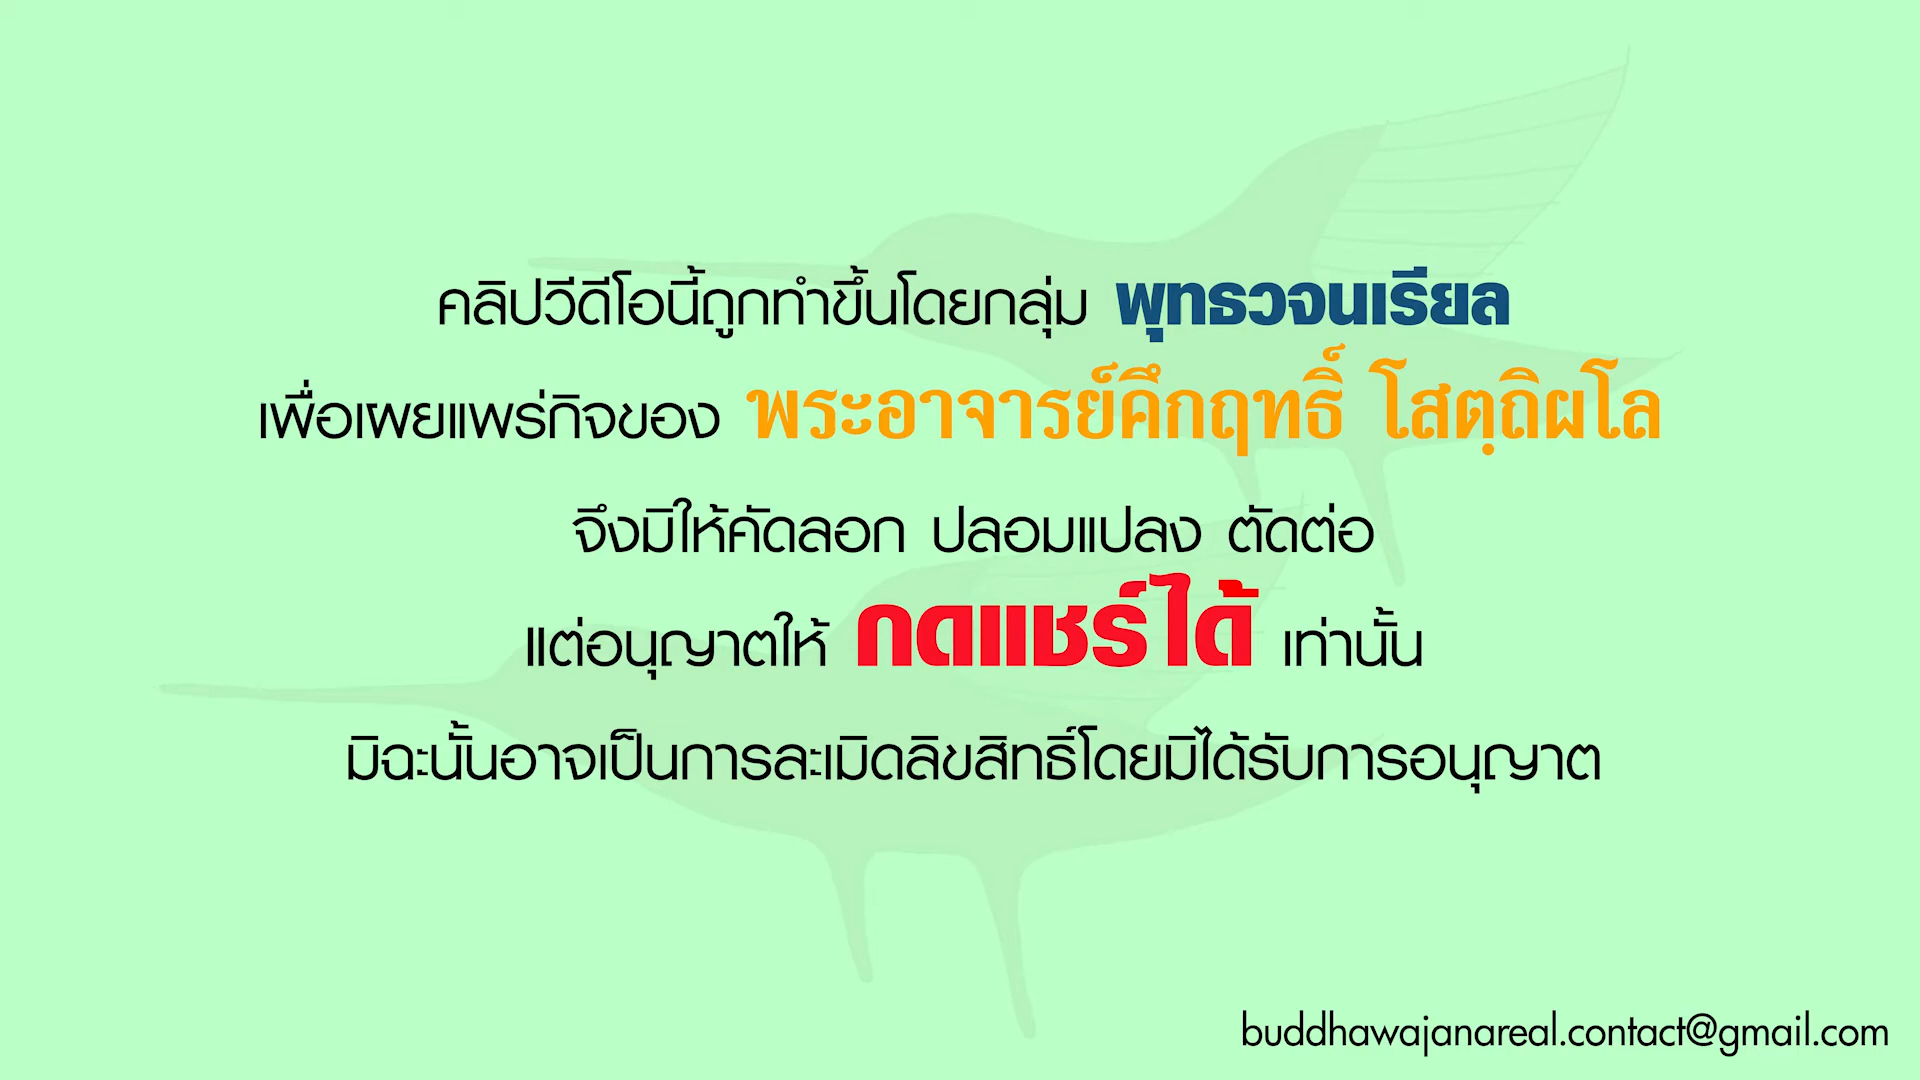 คลิปวีดีโอนี้ถูกทำขึ้นโดยกลุ่ม พุทธวจนเรียล
เพื่อเผยแพร่กิจของ พระอาจารย์คึกฤทธิ์ โสตฺถิผโล
จึงมิให้คัดลอก ปลอมแปลง ตัดต่อ
แต่อนุญาตให้ กดแชร์ได้ เท่านั้น
มิฉะนั้นอาจเป็นการละเมิดลิขสิทธิ์โดยมิได้รับการอนุญาต
buddhawajanareal.contact@gmail.com